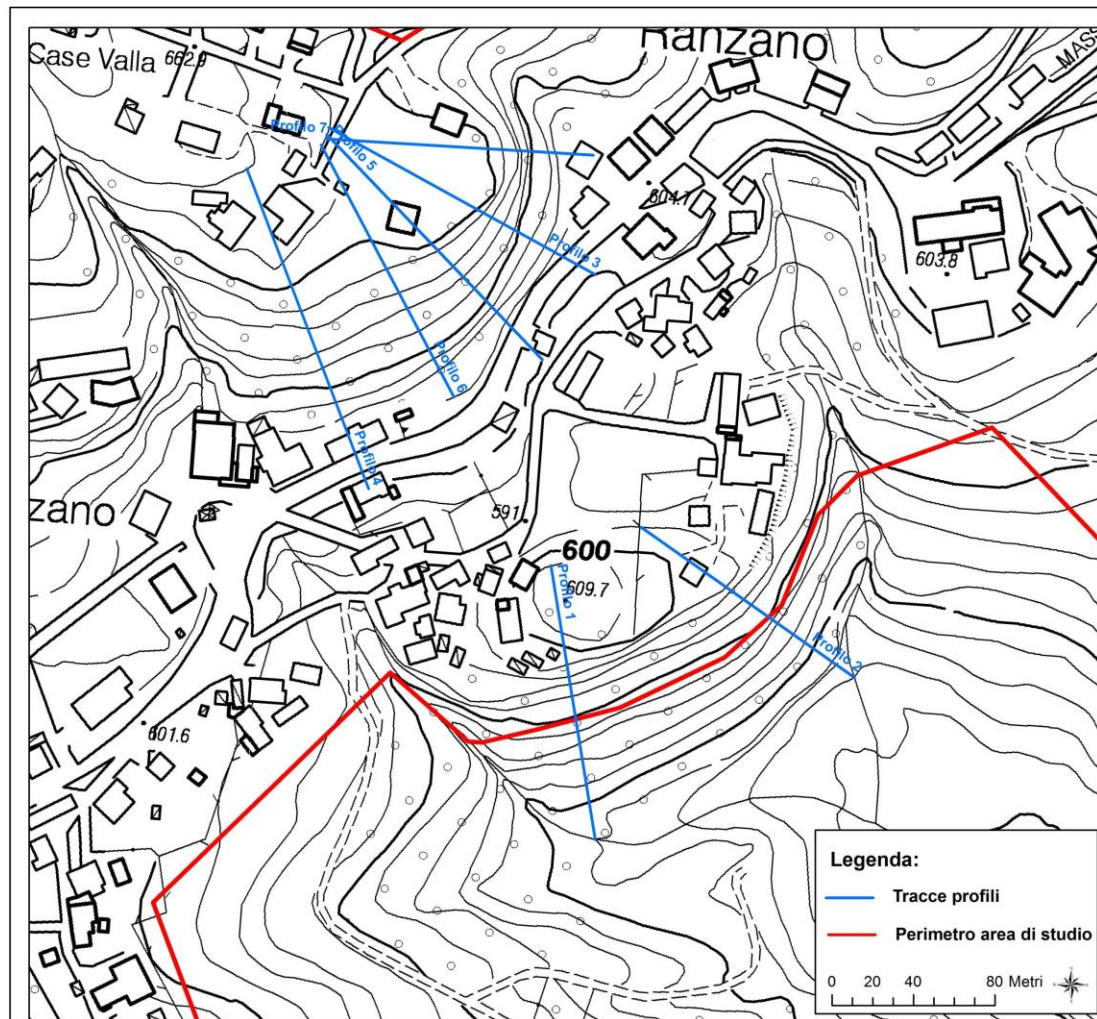 Ranzano
MASS
Case Valla
662.9
Profilo 7
Profilo 5
604.1
Profilo 3
603.8
Profilo 6
Profilo 4
zano
591
600
609.7
Profilo 1
Profilo 2
601.6
Legenda:
Tracce profili
Perimetro area di studio
0 20 40 80 Metri